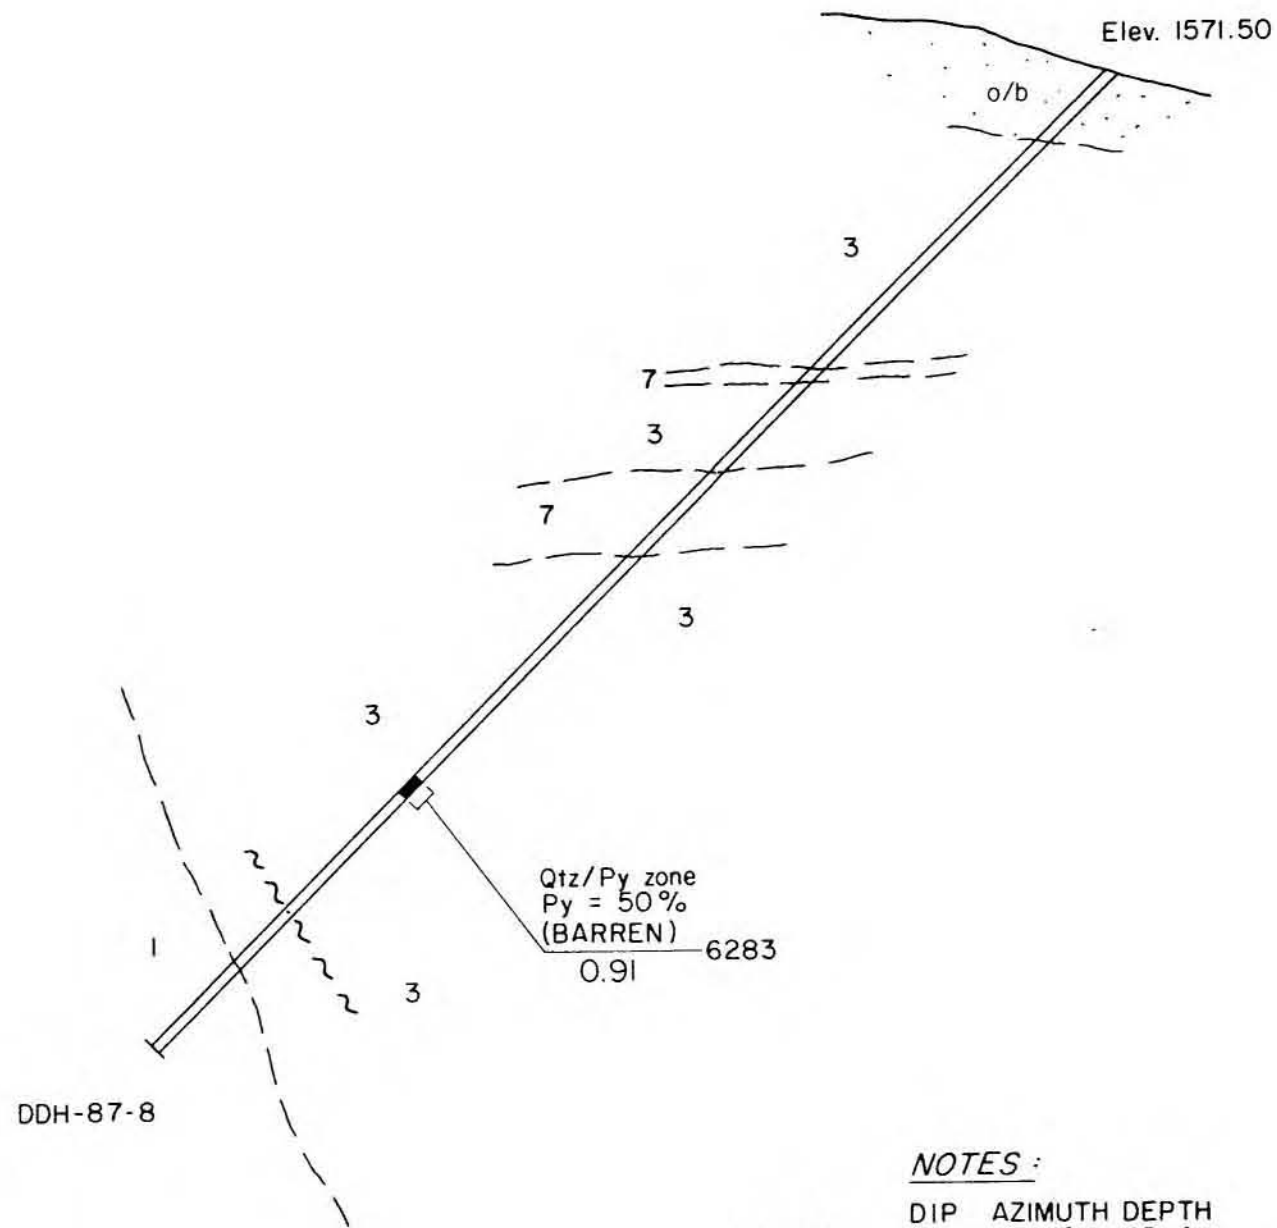 Elev. 1571.50
o/b
3
7
3
7
3
3
Qtz/Py zone
Py = 50%
(BARREN)
6283
0.91
1
3
DDH-87-8
NOTES:
DIP AZIMUTH DEPTH